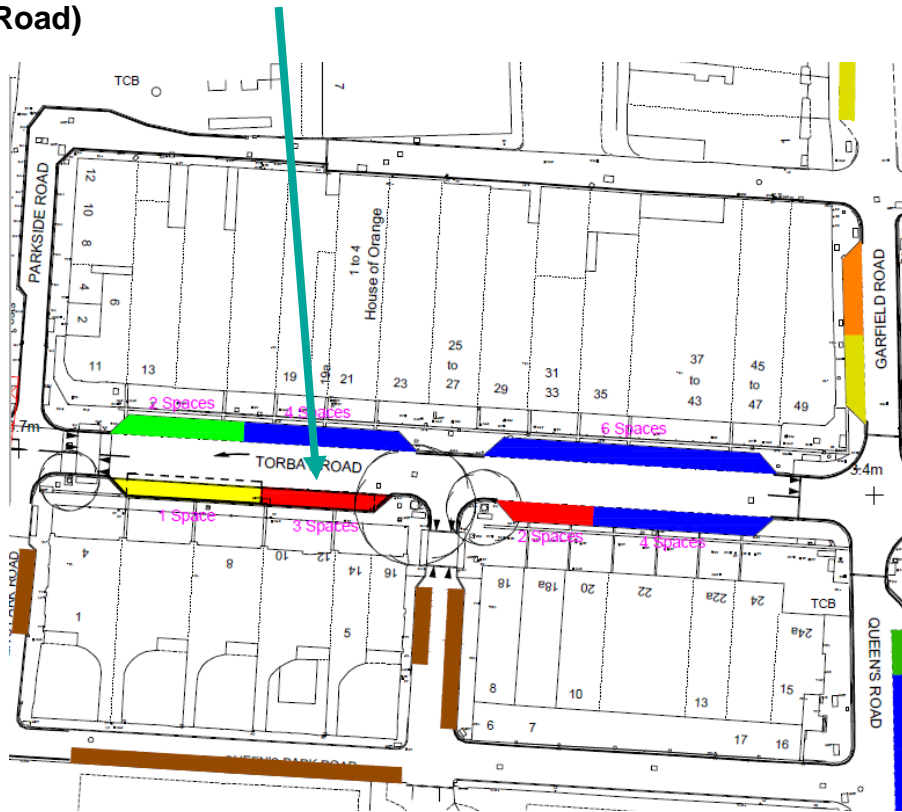 Road)
TCB
7
1
PARKSIDE ROAD
12
10
8
4
2
6
11
13
19
19a
21
1 to 4
House of Orange
23
25
to
27
29
31
33
35
37
to
43
45
to
47
49
GARFIELD ROAD
2 Spaces
4 Spaces
6 Spaces
.7m
3.4m
TORBA ROAD
1 Space
3 Spaces
2 Spaces
4 Spaces
4
8
10
12
14
16
18
18a
20
22
22a
24
TCB
24a
1
5
8
10
13
15
6
7
17
16
QUEEN'S ROAD
QUEEN'S PARK ROAD